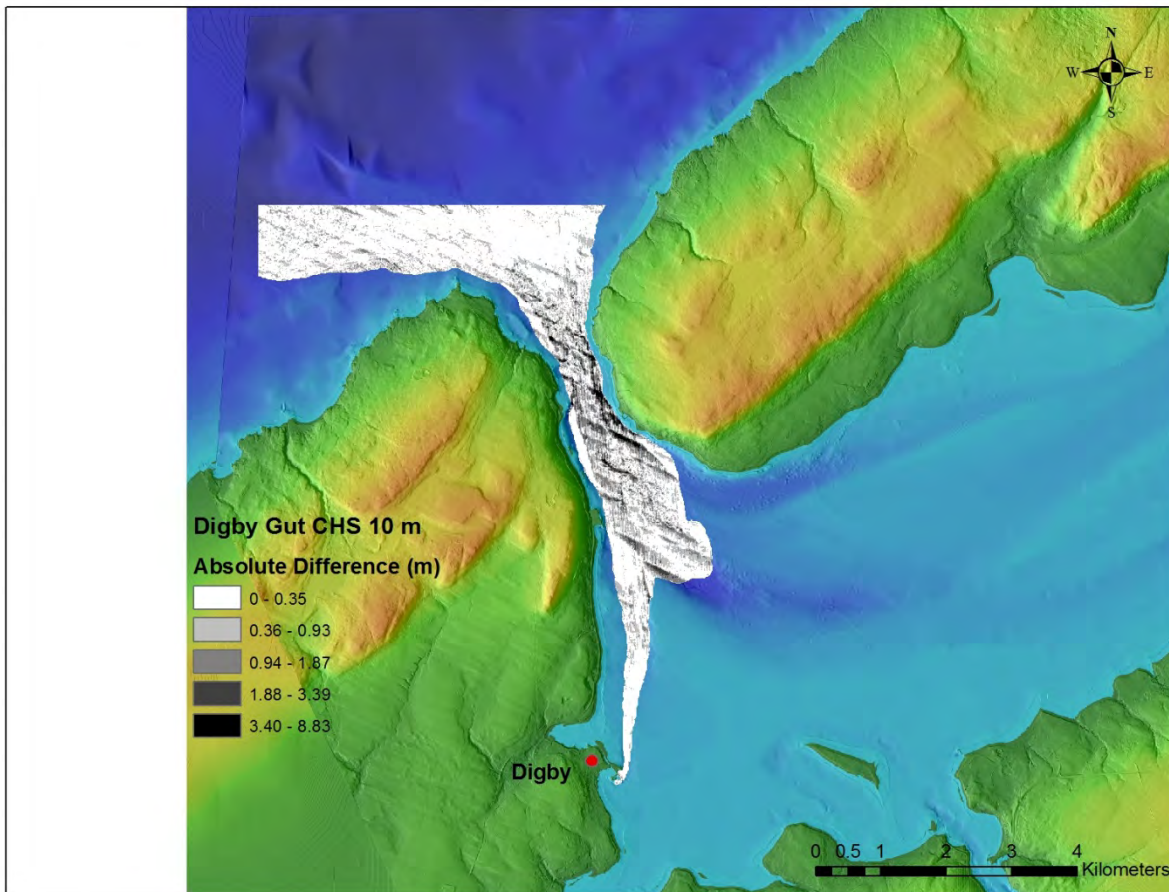 N
W E
S
Digby Gut CHS 10 m
Absolute Difference (m)
0 - 0.35
0.36 - 0.93
0.94 - 1.87
1.88 - 3.39
3.40 - 8.83
Digby
0 0.5 1 2 3 4
Kilometers